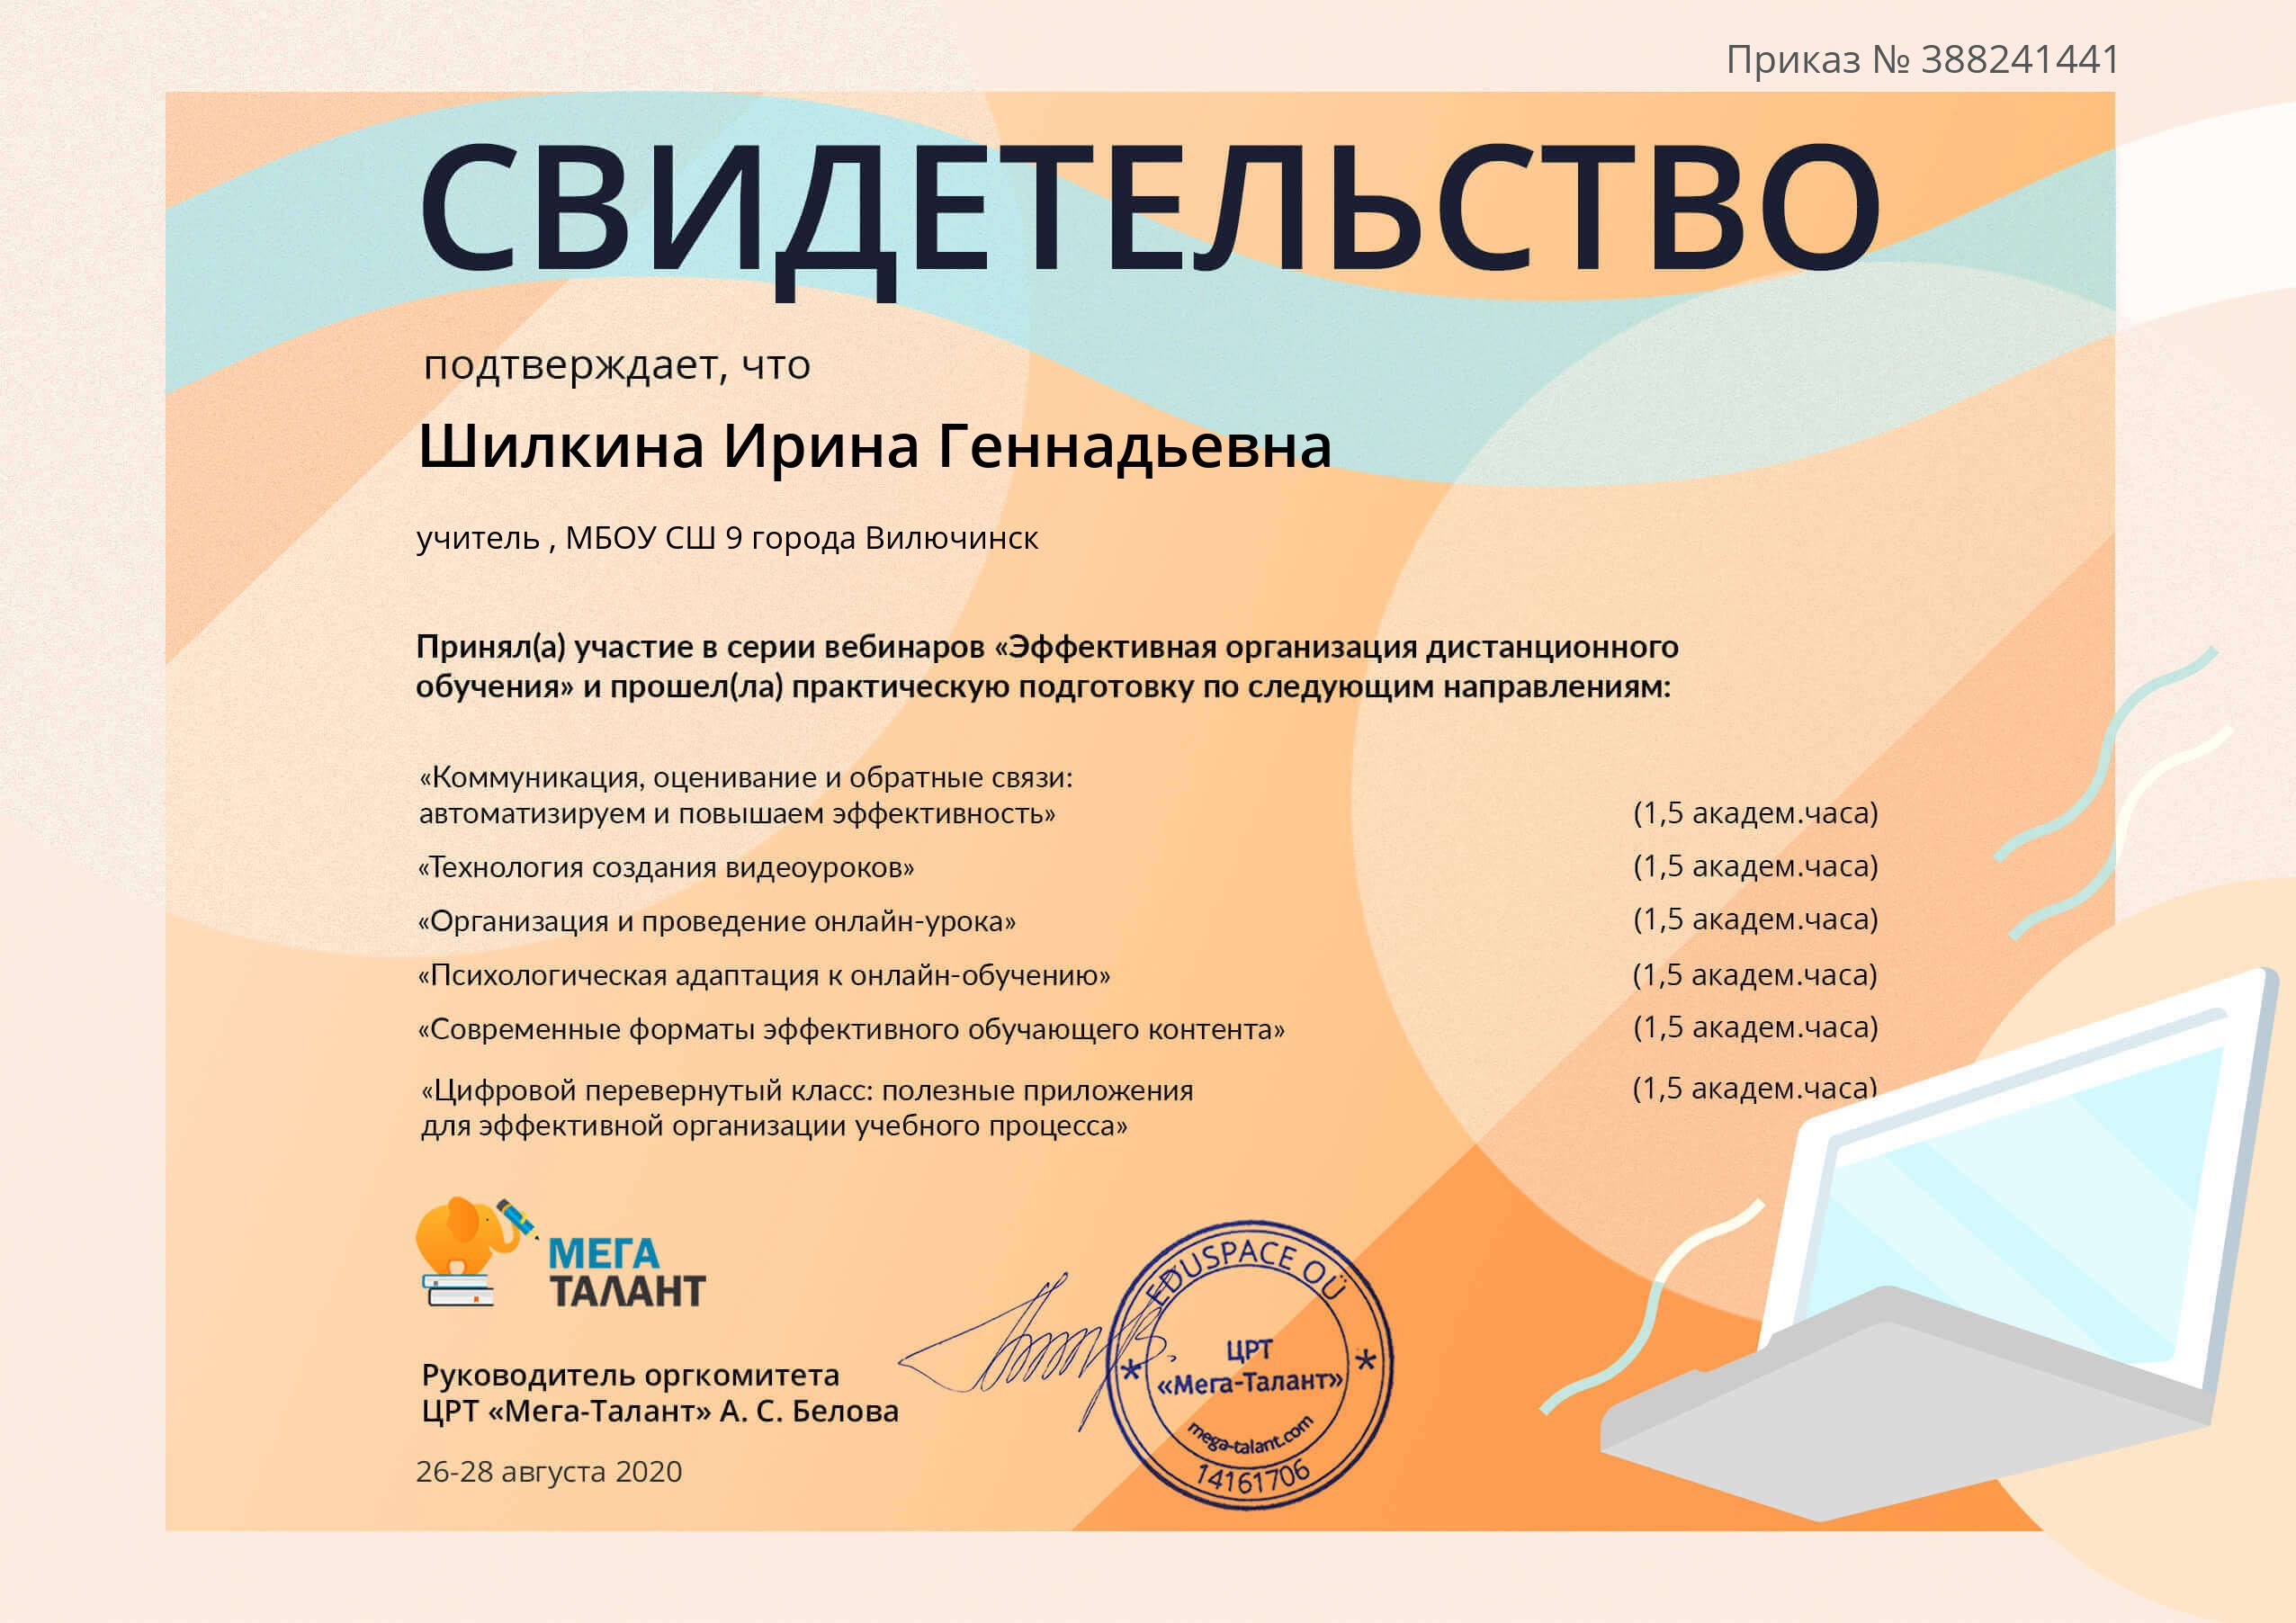 Приказ № 388241441
СВИДЕТЕЛЬСТВО
подтверждает, что
Шилкина Ирина Геннадьевна
учитель , МБОУ СШ 9 города Вилючинск
Принял(а) участие в серии вебинаров «Эффективная организация дистанционного
обучения» и прошел(ла) практическую подготовку по следующим направлениям:
«Коммуникация, оценивание и обратные связи:
автоматизируем и повышаем эффективность» (1,5 академ.часа)
«Технология создания видеоуроков» (1,5 академ.часа)
«Организация и проведение онлайн-урока» (1,5 академ.часа)
«Психологическая адаптация к онлайн-обучению» (1,5 академ.часа)
«Современные форматы эффективного обучающего контента» (1,5 академ.часа)
«Цифровой перевернутый класс: полезные приложения (1,5 академ.часа)
для эффективной организации учебного процесса»
МЕГА
ТАЛАНТ
EDUSPACE OÜ
ЦРТ
«Мега-Талант»
mega-talant.com
14161706
Руководитель оргкомитета
ЦРТ «Мега-Талант» А. С. Белова
26-28 августа 2020